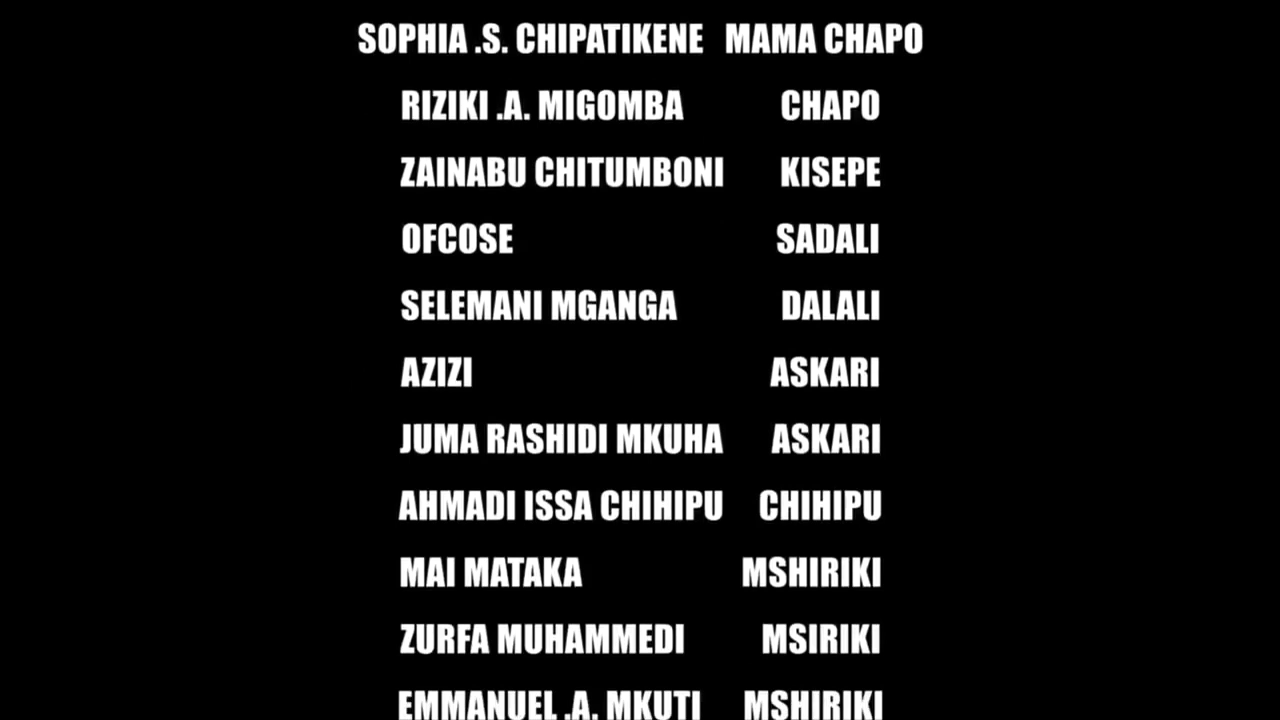 SOPHIA .S. CHIPATIKENE MAMA CHAPO
RIZIKI .A. MIGOMBA CHAPO
ZAINABU CHITUMBONI KISEPE
OFCOSE SADALI
SELEMANI MGANGA DALALI
AZIZI ASKARI
JUMA RASHIDI MKUHA ASKARI
AHMADI ISSA CHIHIPU CHIHIPU
MAI MATAKA MSHIRIKI
ZURFA MUHAMMEDI MSIRIKI
EMMANUEL .A. MKUTI MSHIRIKI